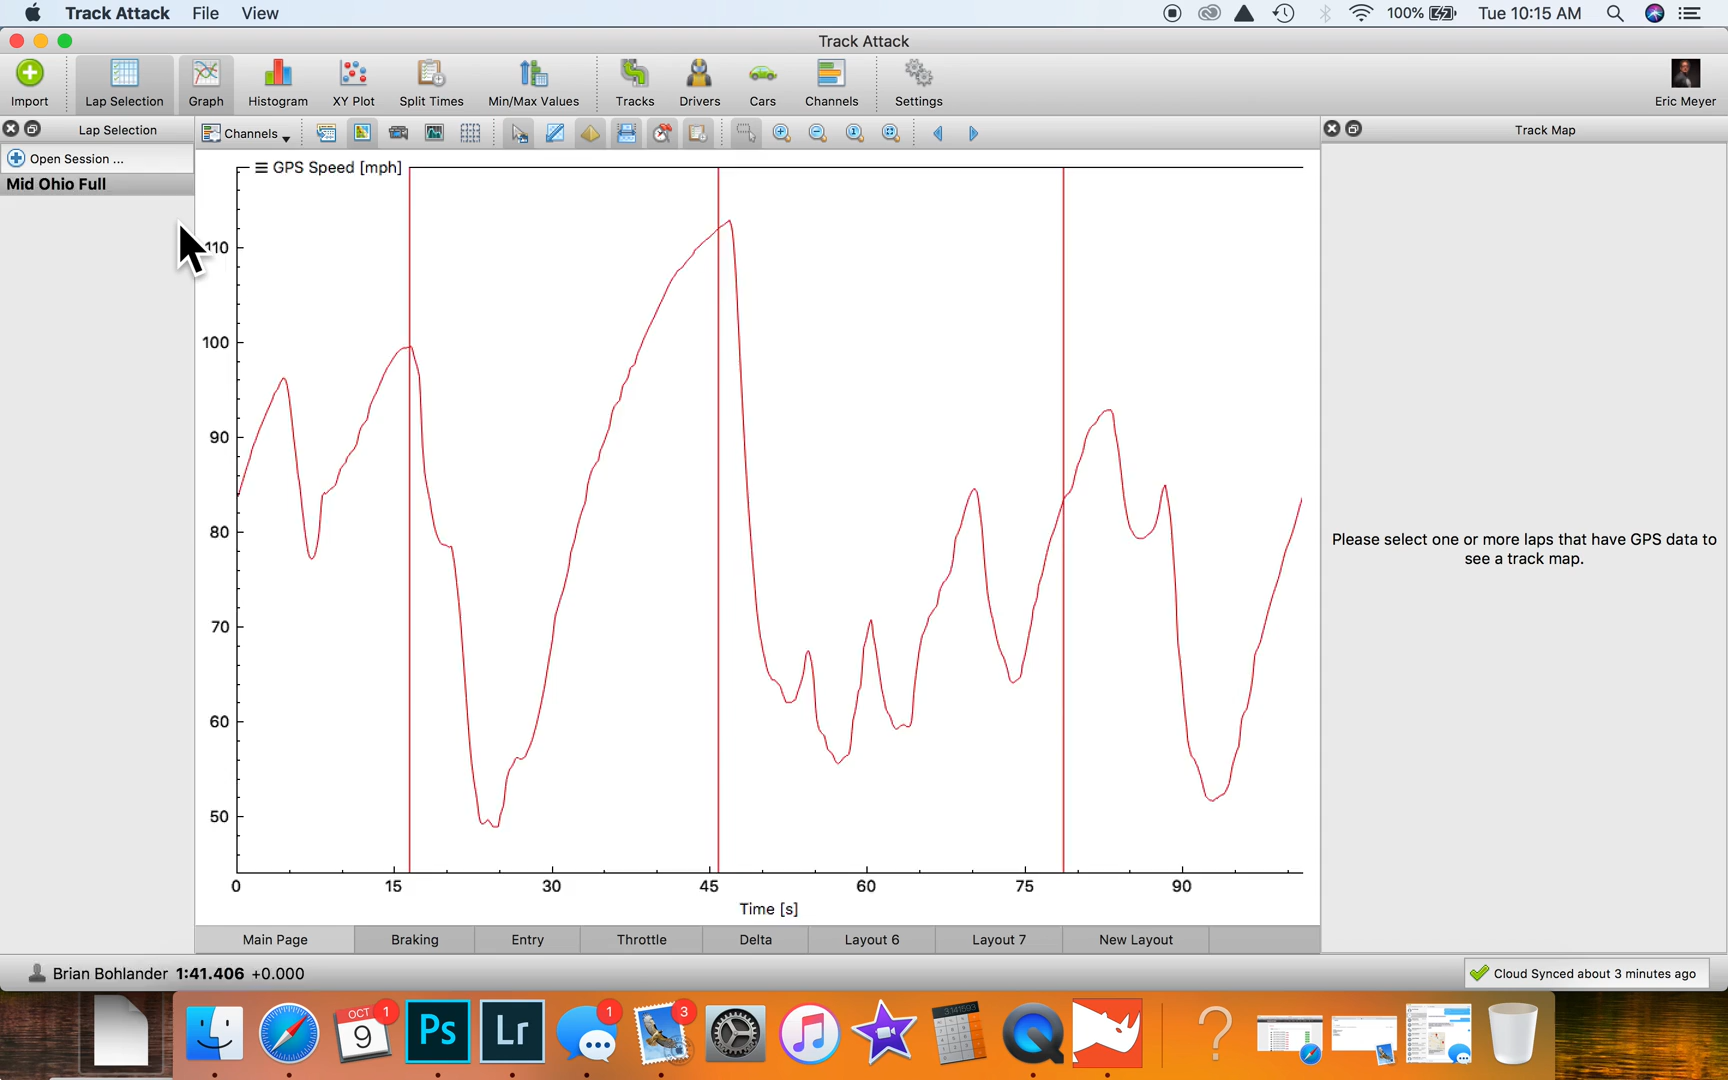 Track Attack File View 100% Tue 10:15 AM
Track Attack
Import Lap Selection Graph Histogram XY Plot Split Times Min/Max Values Tracks Drivers Cars Channels Settings Eric Meyer
Lap Selection Channels Track Map
Open Session ...
Mid Ohio Full
GPS Speed [mph]
110
100
90
80
70
60
50
0 15 30 45 60 75 90
Time [s]
Please select one or more laps that have GPS data to
see a track map.
Main Page Braking Entry Throttle Delta Layout 6 Layout 7 New Layout
Brian Bohlander 1:41.406 +0.000 Cloud Synced about 3 minutes ago
OCT 1 1 3
9 Ps Lr ?